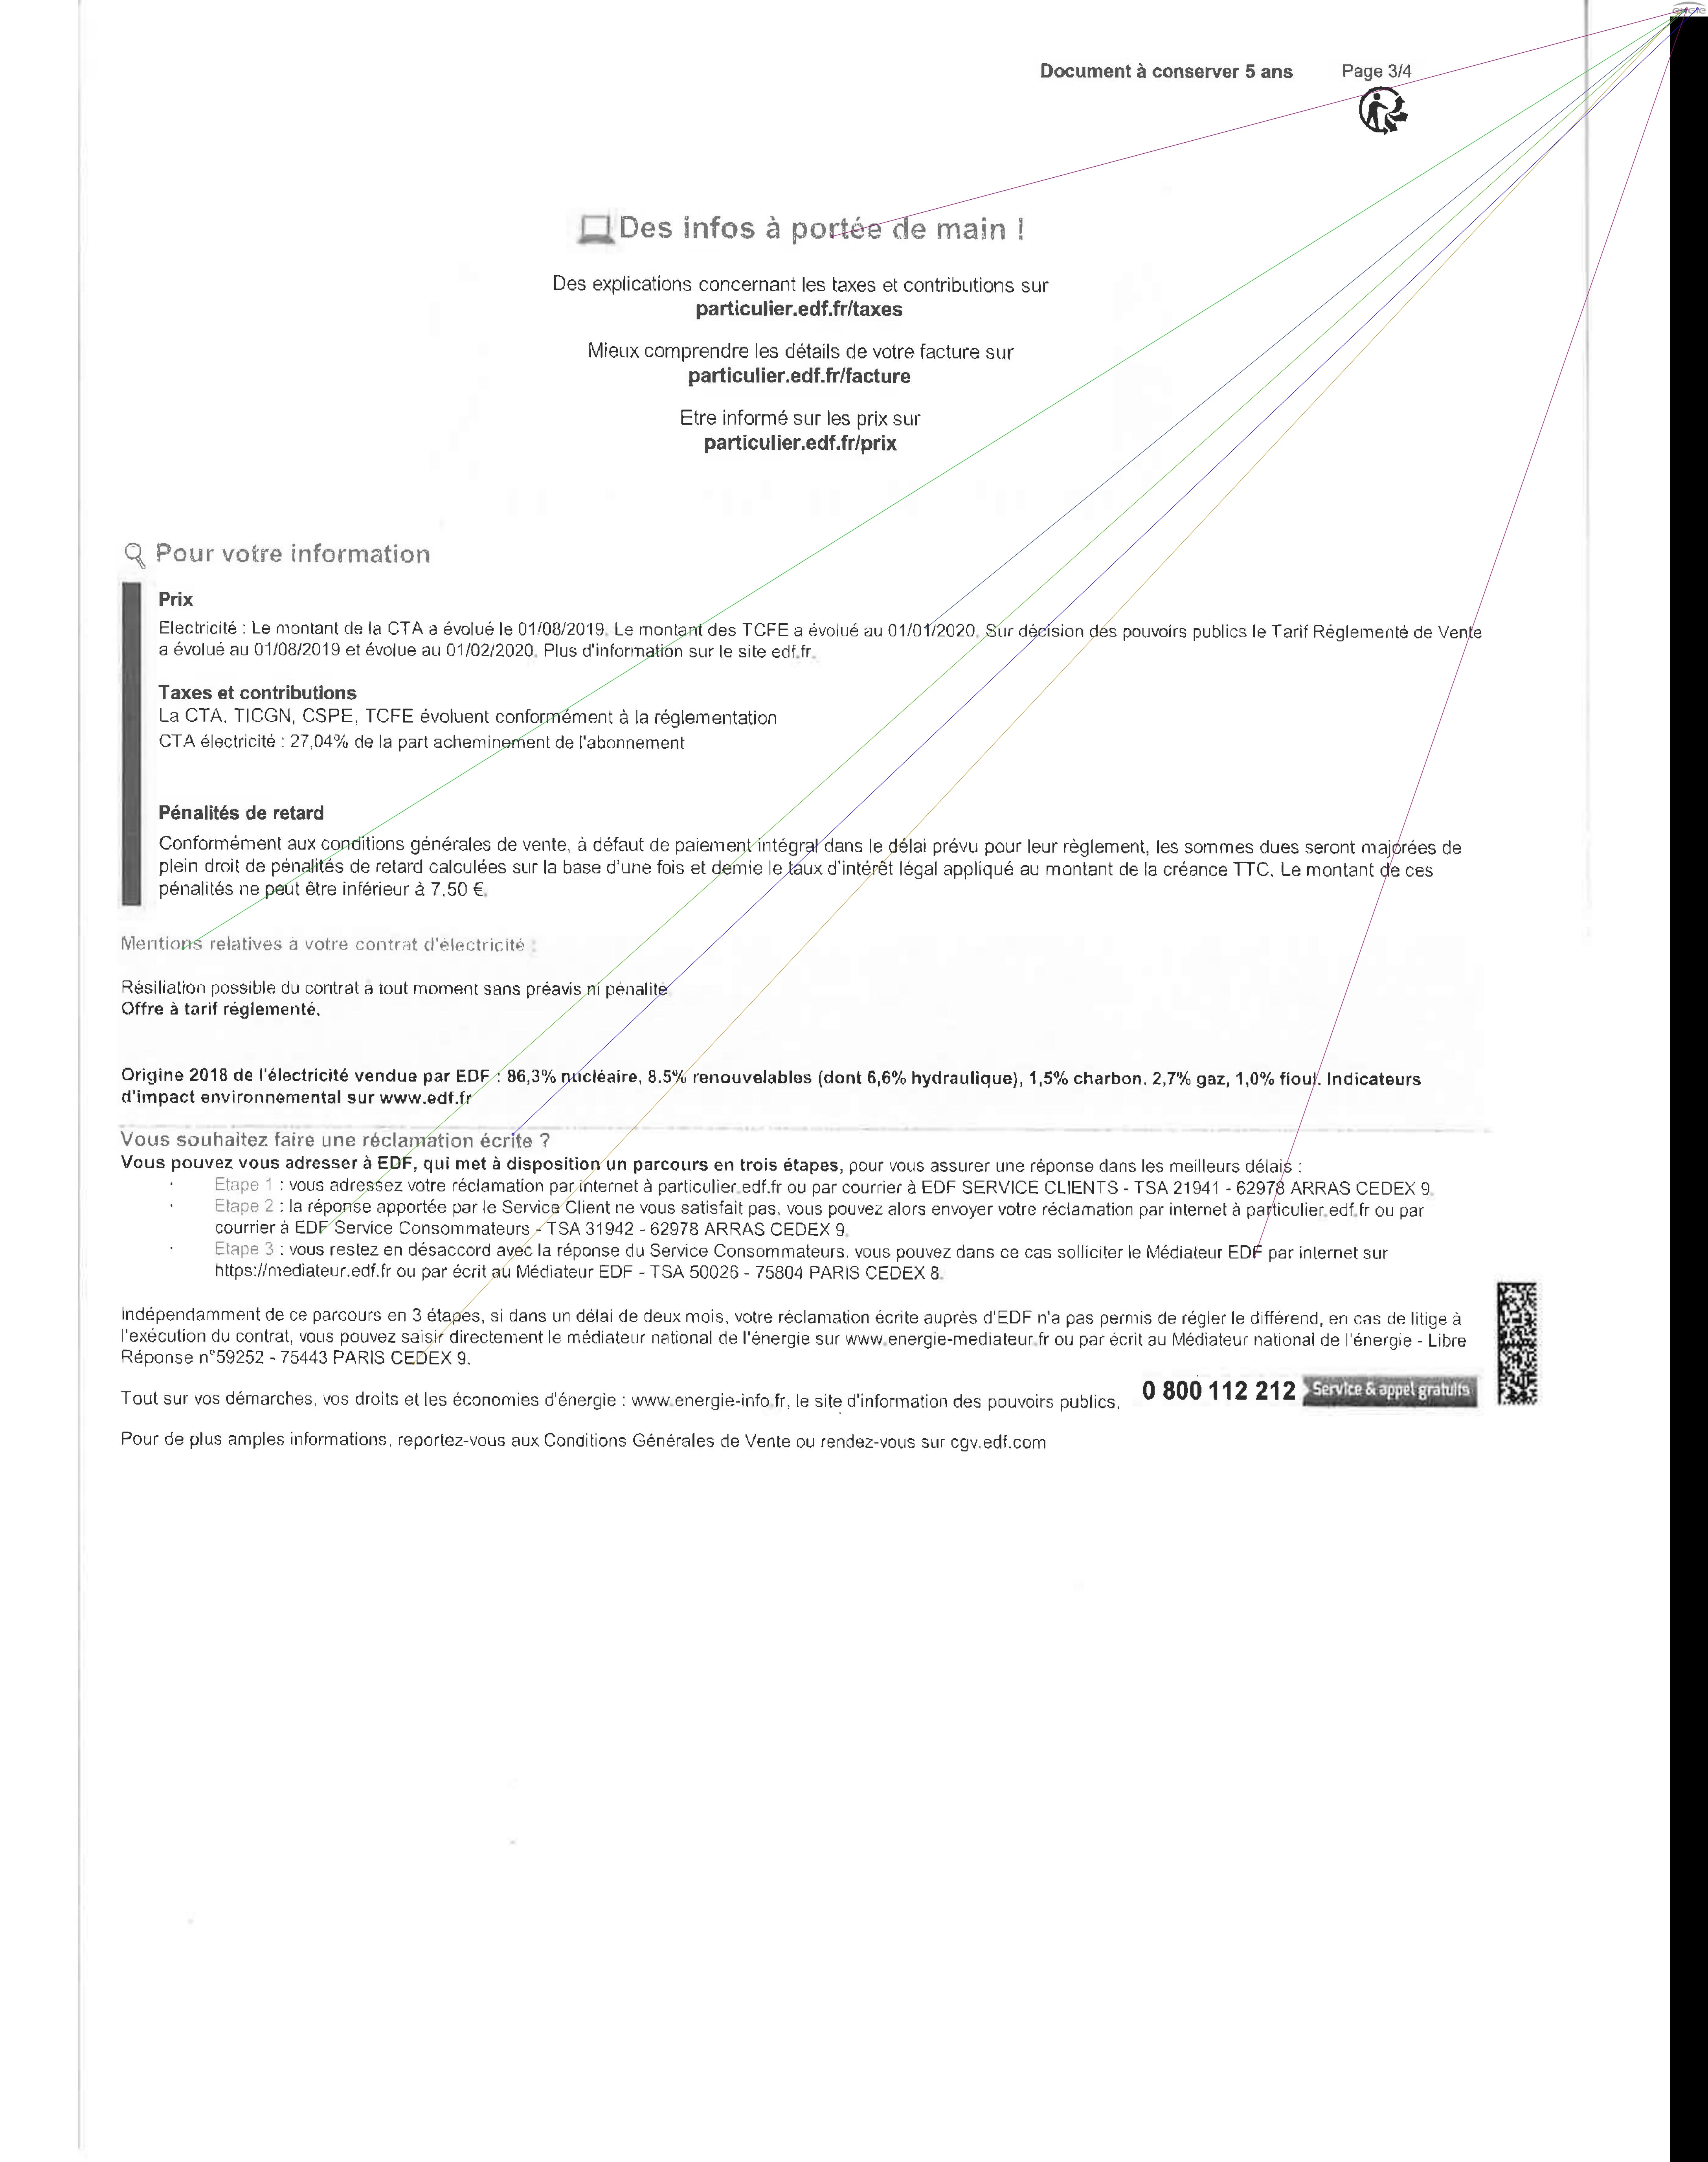 Document à conserver 5 ans Page 3/4
Des infos à portée de main !
Des explications concernant les taxes et contributions sur
particulier.edf.fr/taxes
Mieux comprendre les détails de votre facture sur
particulier.edf.fr/facture
Etre informé sur les prix sur
particulier.edf.fr/prix
Pour votre information
Prix
Electricité : Le montant de la CTA a évolué le 01/08/2019. Le montant des TCFE a évolué au 01/01/2020. Sur décision des pouvoirs publics le Tarif Réglementé de Vente
a évolué au 01/08/2019 et évolue au 01/02/2020. Plus d'information sur le site edf.fr.
Taxes et contributions
La CTA, TICGN, CSPE, TCFE évoluent conformément à la réglementation
CTA électricité : 27,04% de la part acheminement de l'abonnement
Pénalités de retard
Conformément aux conditions générales de vente, à défaut de paiement intégral dans le délai prévu pour leur règlement, les sommes dues seront majorées de
plein droit de pénalités de retard calculées sur la base d'une fois et demie le taux d'intérêt légal appliqué au montant de la créance TTC. Le montant de ces
pénalités ne peut être inférieur à 7.50 €.
Mentions relatives à votre contrat d'électricité :
Résiliation possible du contrat à tout moment sans préavis ni pénalité
Offre à tarif réglementé.
Origine 2018 de l'électricité vendue par EDF : 86,3% nucléaire, 8.5% renouvelables (dont 6,6% hydraulique), 1,5% charbon, 2,7% gaz, 1,0% fioul. Indicateurs
d'impact environnemental sur www.edf.fr
Vous souhaitez faire une réclamation écrite ?
Vous pouvez vous adresser à EDF, qui met à disposition un parcours en trois étapes, pour vous assurer une réponse dans les meilleurs délais :
· Etape 1 : vous adressez votre réclamation par internet à particulier.edf.fr ou par courrier à EDF SERVICE CLIENTS - TSA 21941 - 62978 ARRAS CEDEX 9.
· Etape 2 : la réponse apportée par le Service Client ne vous satisfait pas, vous pouvez alors envoyer votre réclamation par internet à particulier.edf.fr ou par
courrier à EDF Service Consommateurs - TSA 31942 - 62978 ARRAS CEDEX 9.
· Etape 3 : vous restez en désaccord avec la réponse du Service Consommateurs, vous pouvez dans ce cas solliciter le Médiateur EDF par internet sur
https://mediateur.edf.fr ou par écrit au Médiateur EDF - TSA 50026 - 75804 PARIS CEDEX 8.
Indépendamment de ce parcours en 3 étapes, si dans un délai de deux mois, votre réclamation écrite auprès d'EDF n'a pas permis de régler le différend, en cas de litige à
l'exécution du contrat, vous pouvez saisir directement le médiateur national de l'énergie sur www.energie-mediateur.fr ou par écrit au Médiateur national de l'énergie - Libre
Réponse n°59252 - 75443 PARIS CEDEX 9.
Tout sur vos démarches, vos droits et les économies d'énergie : www.energie-info.fr, le site d'information des pouvoirs publics, 0 800 112 212 Service & appel gratuits
Pour de plus amples informations, reportez-vous aux Conditions Générales de Vente ou rendez-vous sur cgv.edf.com